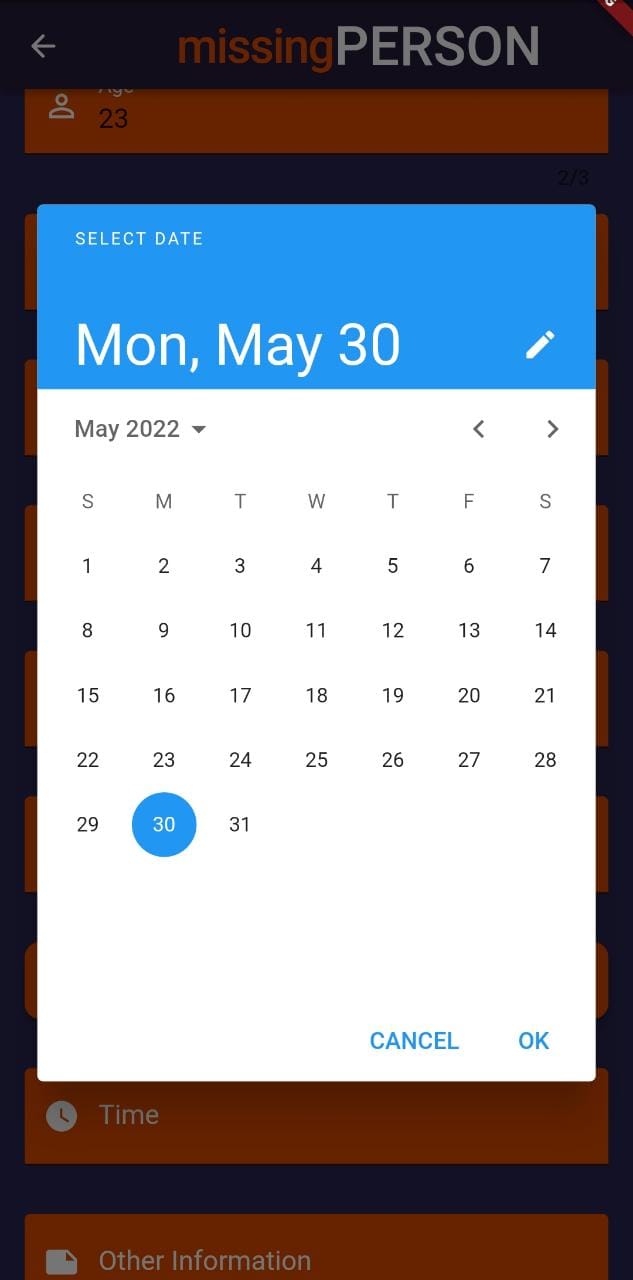 missingPERSON
Age
23
2/3
SELECT DATE
Mon, May 30
May 2022
S M T W T F S
1 2 3 4 5 6 7
8 9 10 11 12 13 14
15 16 17 18 19 20 21
22 23 24 25 26 27 28
29 30 31
CANCEL OK
Time
Other Information